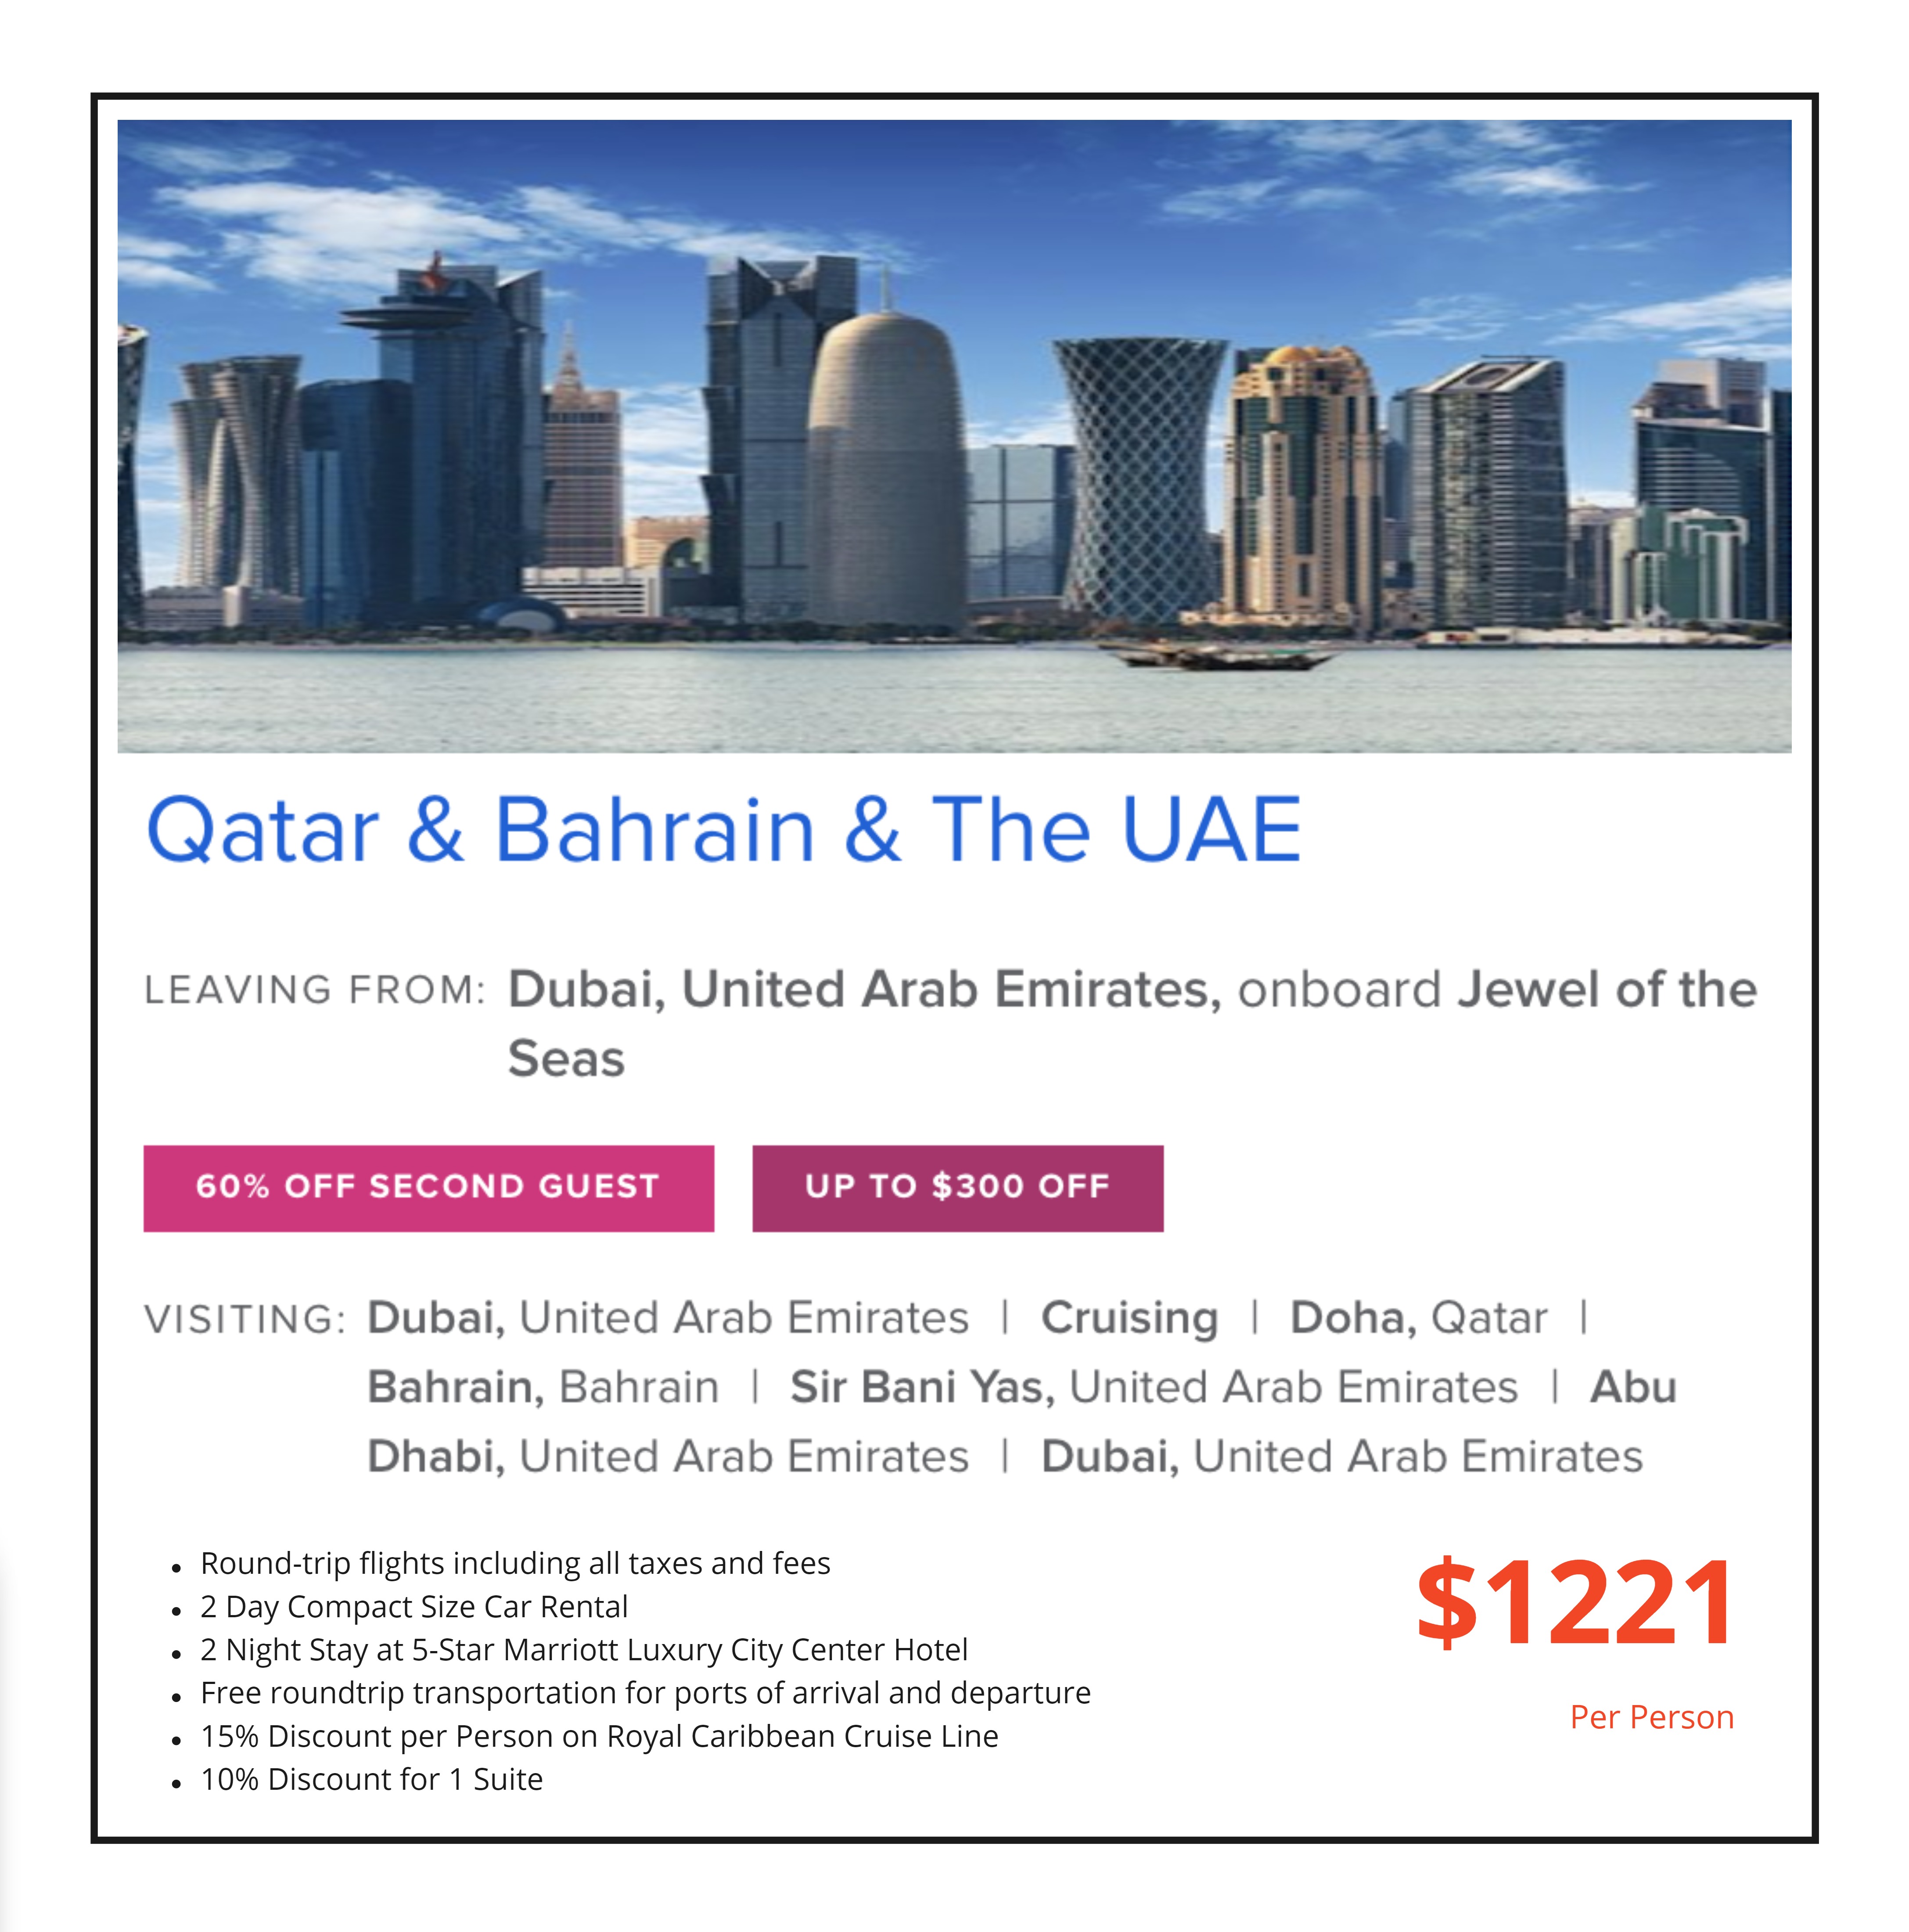 Qatar & Bahrain & The UAE
LEAVING FROM: Dubai, United Arab Emirates, onboard Jewel of the
Seas
60% OFF SECOND GUEST UP TO $300 OFF
VISITING: Dubai, United Arab Emirates | Cruising | Doha, Qatar |
Bahrain, Bahrain | Sir Bani Yas, United Arab Emirates | Abu
Dhabi, United Arab Emirates | Dubai, United Arab Emirates
• Round-trip flights including all taxes and fees
• 2 Day Compact Size Car Rental
• 2 Night Stay at 5-Star Marriott Luxury City Center Hotel
• Free roundtrip transportation for ports of arrival and departure
• 15% Discount per Person on Royal Caribbean Cruise Line
• 10% Discount for 1 Suite
$1221
Per Person